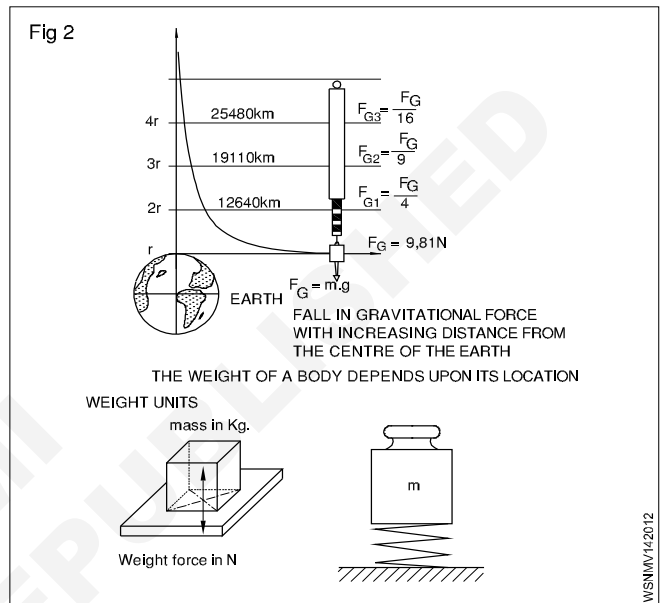 Fig 2
4r
25480km
F_G3 = F_G/16
3r
19110km
F_G2 = F_G/9
2r
12640km
F_G1 = F_G/4
r
F_G = 9,81N
F_G = m.g
EARTH
FALL IN GRAVITATIONAL FORCE
WITH INCREASING DISTANCE FROM
THE CENTRE OF THE EARTH
THE WEIGHT OF A BODY DEPENDS UPON ITS LOCATION
WEIGHT UNITS
mass in Kg.
m
Weight force in N
WSNMV142012
PUBLISHED